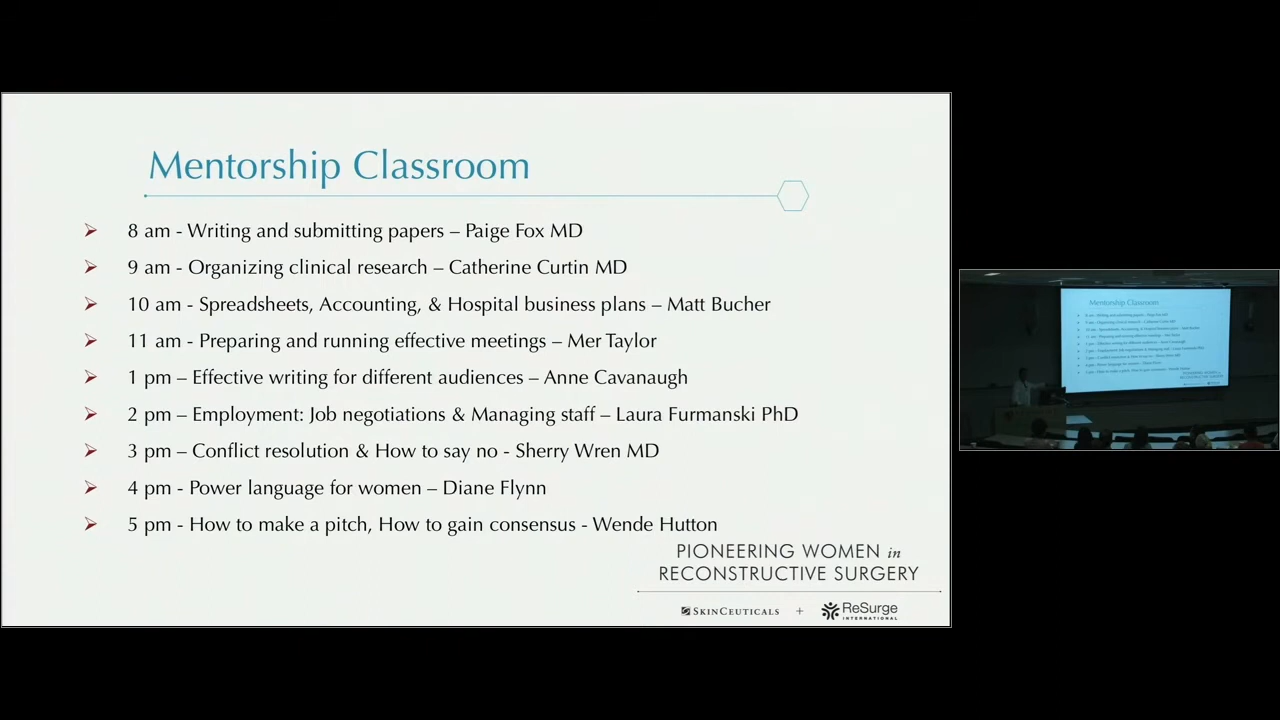 Mentorship Classroom
8 am - Writing and submitting papers – Paige Fox MD
9 am - Organizing clinical research – Catherine Curtin MD
10 am - Spreadsheets, Accounting, & Hospital business plans – Matt Bucher
11 am - Preparing and running effective meetings – Mer Taylor
1 pm – Effective writing for different audiences – Anne Cavanaugh
2 pm – Employment: Job negotiations & Managing staff – Laura Furmanski PhD
3 pm – Conflict resolution & How to say no - Sherry Wren MD
4 pm - Power language for women – Diane Flynn
5 pm - How to make a pitch, How to gain consensus - Wende Hutton
PIONEERING WOMEN in
RECONSTRUCTIVE SURGERY
SKINCEUTICALS + ReSurge
INTERNATIONAL
Mentorship Classroom